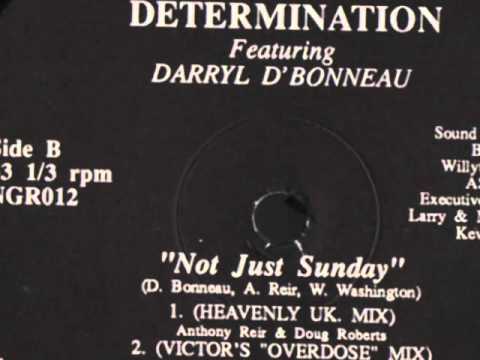 DETERMINATION
Featuring
DARRYL D'BONNEAU
Side B
3 1/3 rpm
NGR012
Sound
B
Willy
A
Executive
Larry &
Kev
"Not Just Sunday"
(D. Bonneau, A. Reir, W. Washington)
1. (HEAVENLY UK. MIX)
Anthony Reir & Doug Roberts
2. (VICTOR'S "OVERDOSE" MIX)